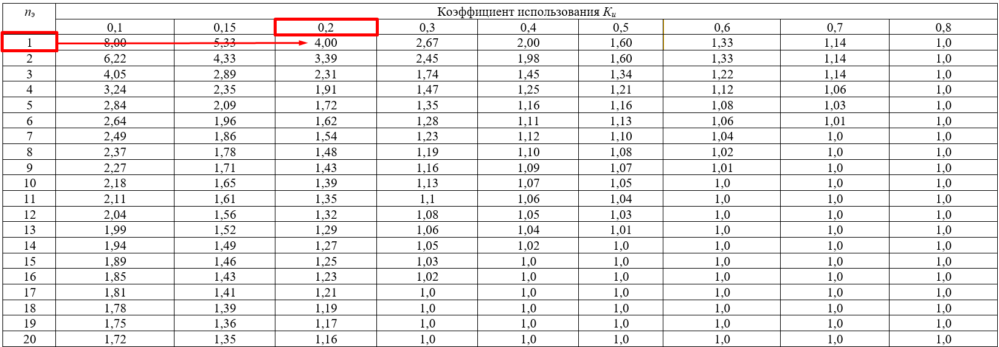 nэ Коэффициент использования Kи
0,1 0,15 0,2 0,3 0,4 0,5 0,6 0,7 0,8
1 8,00 5,33 4,00 2,67 2,00 1,60 1,33 1,14 1,0
2 6,22 4,33 3,39 2,45 1,98 1,60 1,33 1,14 1,0
3 4,05 2,89 2,31 1,74 1,45 1,34 1,22 1,14 1,0
4 3,24 2,35 1,91 1,47 1,25 1,21 1,12 1,06 1,0
5 2,84 2,09 1,72 1,35 1,16 1,16 1,08 1,03 1,0
6 2,64 1,96 1,62 1,28 1,11 1,13 1,06 1,01 1,0
7 2,49 1,86 1,54 1,23 1,12 1,10 1,04 1,0 1,0
8 2,37 1,78 1,48 1,19 1,10 1,08 1,02 1,0 1,0
9 2,27 1,71 1,43 1,16 1,09 1,07 1,01 1,0 1,0
10 2,18 1,65 1,39 1,13 1,07 1,05 1,0 1,0 1,0
11 2,11 1,61 1,35 1,1 1,06 1,04 1,0 1,0 1,0
12 2,04 1,56 1,32 1,08 1,05 1,03 1,0 1,0 1,0
13 1,99 1,52 1,29 1,06 1,04 1,01 1,0 1,0 1,0
14 1,94 1,49 1,27 1,05 1,02 1,0 1,0 1,0 1,0
15 1,89 1,46 1,25 1,03 1,0 1,0 1,0 1,0 1,0
16 1,85 1,43 1,23 1,02 1,0 1,0 1,0 1,0 1,0
17 1,81 1,41 1,21 1,0 1,0 1,0 1,0 1,0 1,0
18 1,78 1,39 1,19 1,0 1,0 1,0 1,0 1,0 1,0
19 1,75 1,36 1,17 1,0 1,0 1,0 1,0 1,0 1,0
20 1,72 1,35 1,16 1,0 1,0 1,0 1,0 1,0 1,0